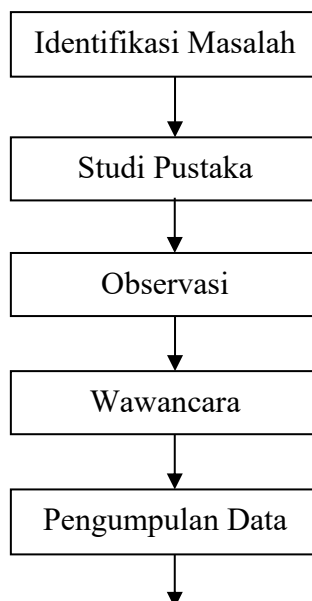 Identifikasi Masalah
Studi Pustaka
Observasi
Wawancara
Pengumpulan Data